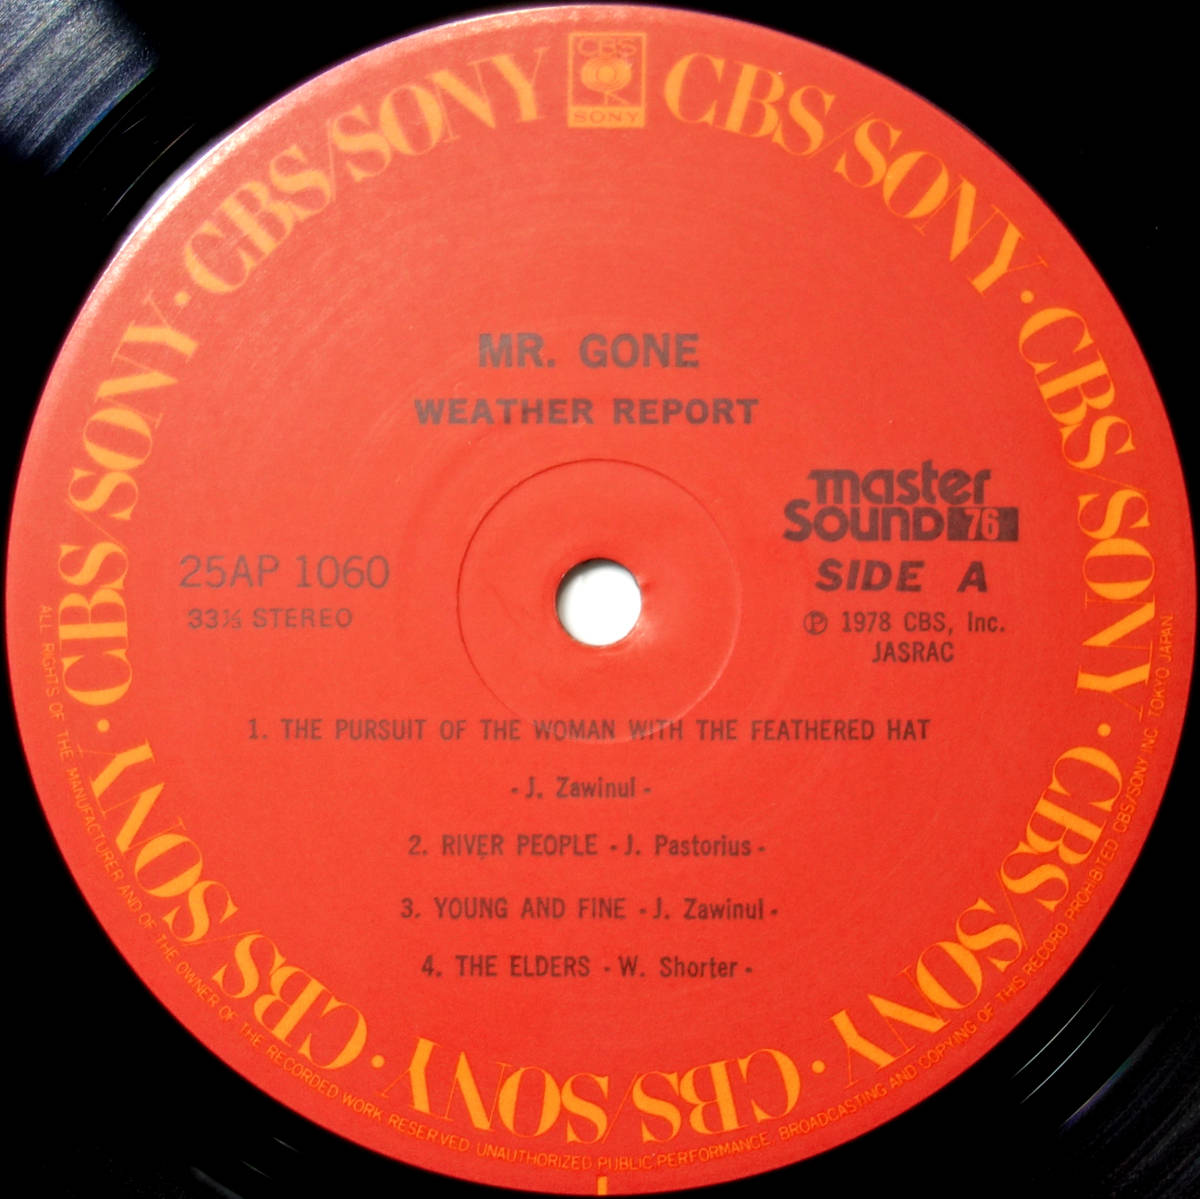 CBS
SONY
CBS/SONY · CBS/SONY · CBS/SONY · CBS/SONY · CBS/SONY · CBS/SONY · CBS/SONY
MR. GONE
WEATHER REPORT
master
Sound 76
25AP 1060
SIDE A
33⅓ STEREO
Ⓟ 1978 CBS, Inc.
JASRAC
1. THE PURSUIT OF THE WOMAN WITH THE FEATHERED HAT
- J. Zawinul -
2. RIVER PEOPLE - J. Pastorius -
3. YOUNG AND FINE - J. Zawinul -
4. THE ELDERS - W. Shorter -
ALL RIGHTS OF THE MANUFACTURER AND OF THE OWNER OF THE RECORDED WORK RESERVED UNAUTHORIZED PUBLIC PERFORMANCE, BROADCASTING AND COPYING OF THIS RECORD PROHIBITED CBS/SONY INC. TOKYO JAPAN